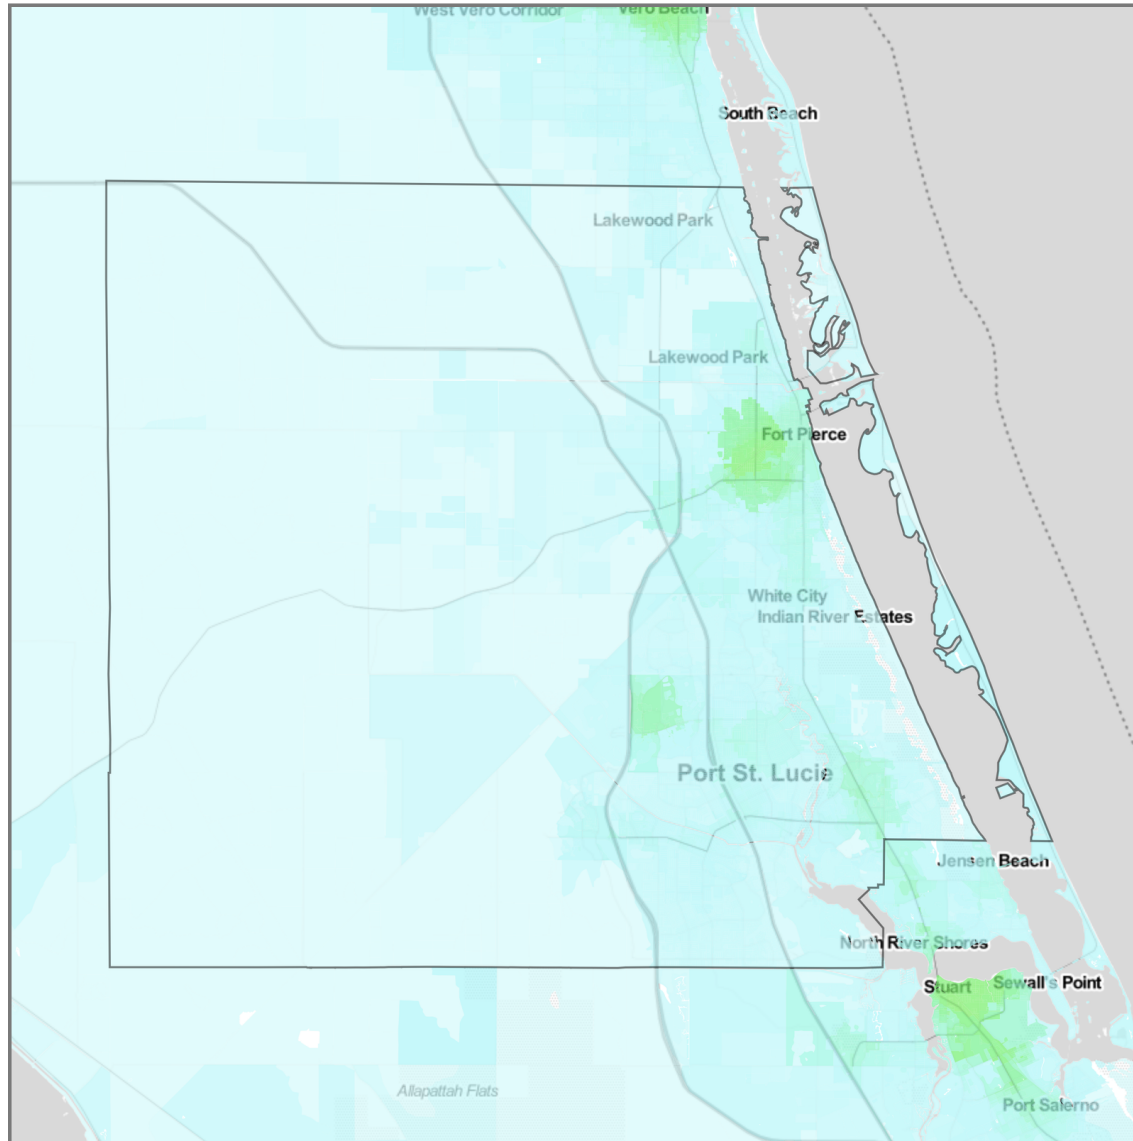 West Vero Corridor
Vero Beach
South Beach
Lakewood Park
Lakewood Park
Fort Pierce
White City
Indian River Estates
Port St. Lucie
Jensen Beach
North River Shores
Stuart
Sewall's Point
Allapattah Flats
Port Salerno